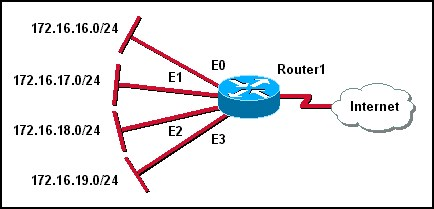 172.16.16.0/24
E0
Router1
172.16.17.0/24
E1
Internet
172.16.18.0/24
E2
E3
172.16.19.0/24